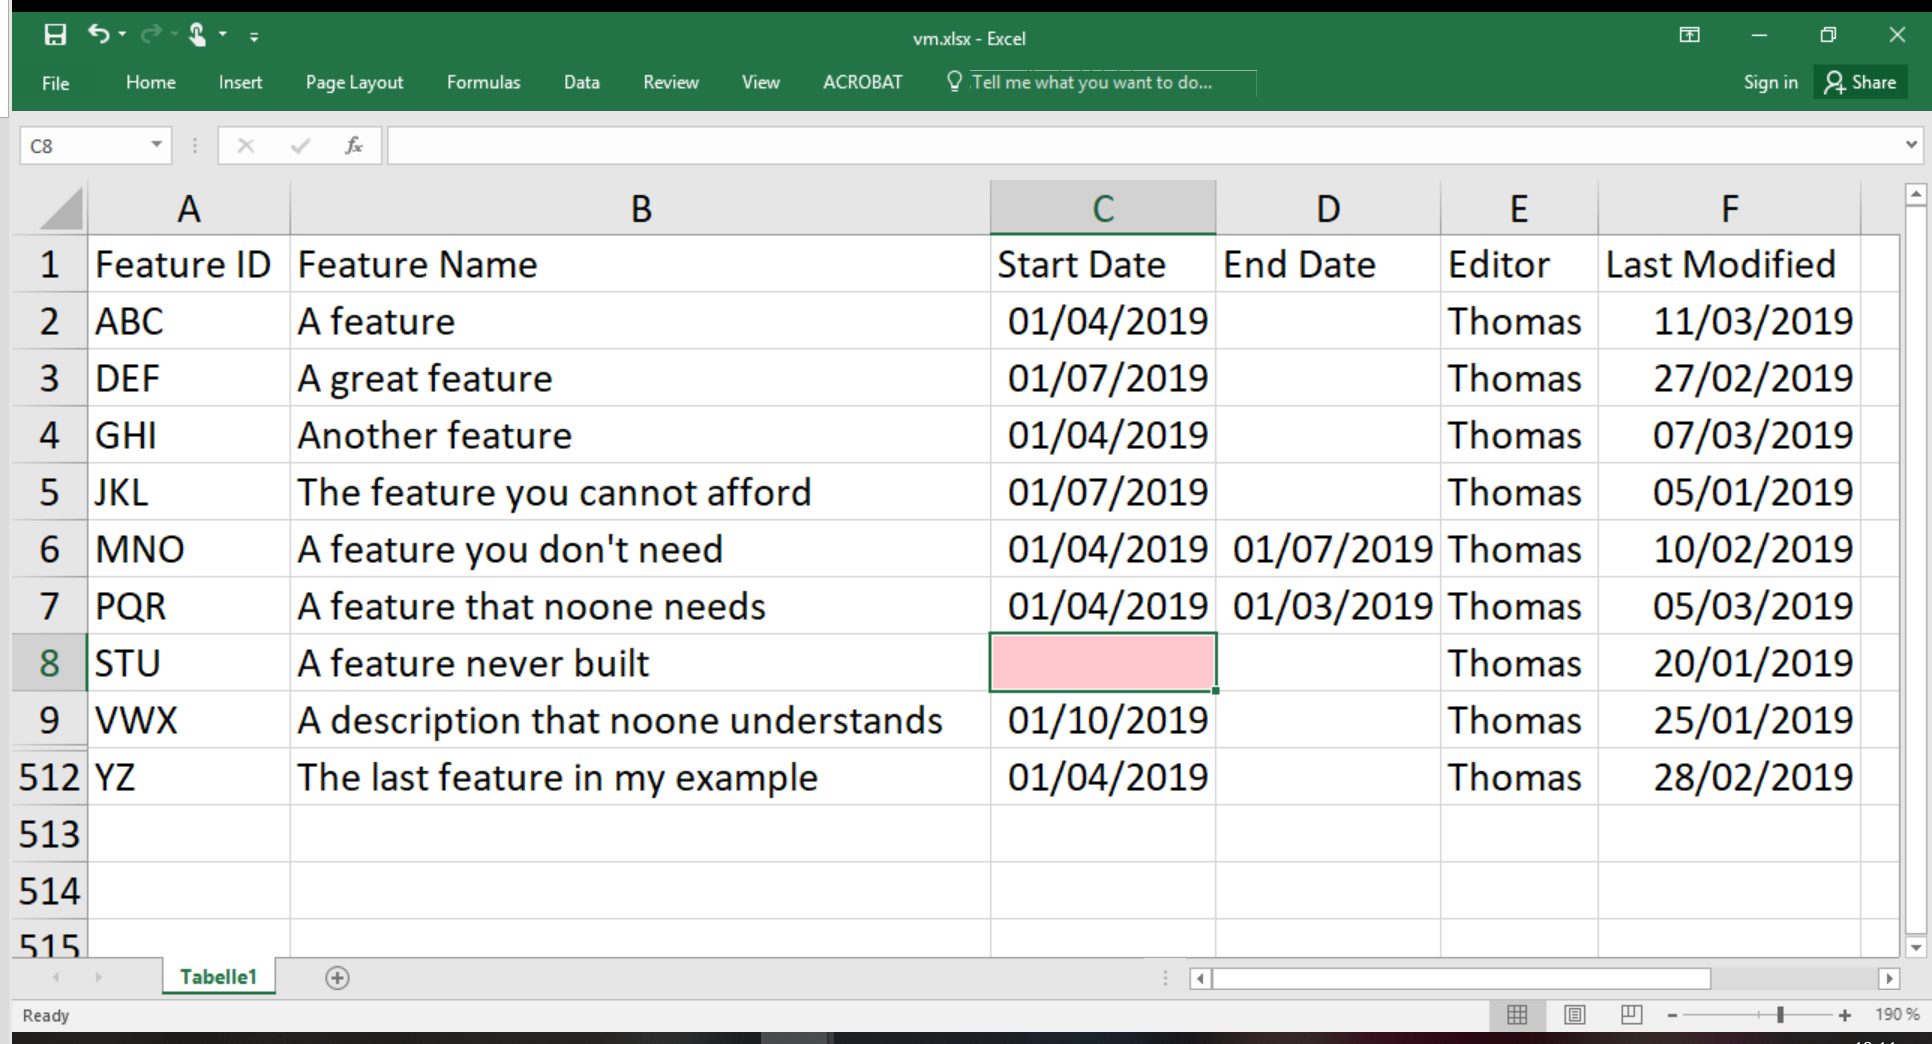 vm.xlsx - Excel
File Home Insert Page Layout Formulas Data Review View ACROBAT Tell me what you want to do... Sign in Share
C8 fx
A B C D E F
1 Feature ID Feature Name Start Date End Date Editor Last Modified
2 ABC A feature 01/04/2019 Thomas 11/03/2019
3 DEF A great feature 01/07/2019 Thomas 27/02/2019
4 GHI Another feature 01/04/2019 Thomas 07/03/2019
5 JKL The feature you cannot afford 01/07/2019 Thomas 05/01/2019
6 MNO A feature you don't need 01/04/2019 01/07/2019 Thomas 10/02/2019
7 PQR A feature that noone needs 01/04/2019 01/03/2019 Thomas 05/03/2019
8 STU A feature never built Thomas 20/01/2019
9 VWX A description that noone understands 01/10/2019 Thomas 25/01/2019
512 YZ The last feature in my example 01/04/2019 Thomas 28/02/2019
513
514
515
Tabelle1
Ready 190 %